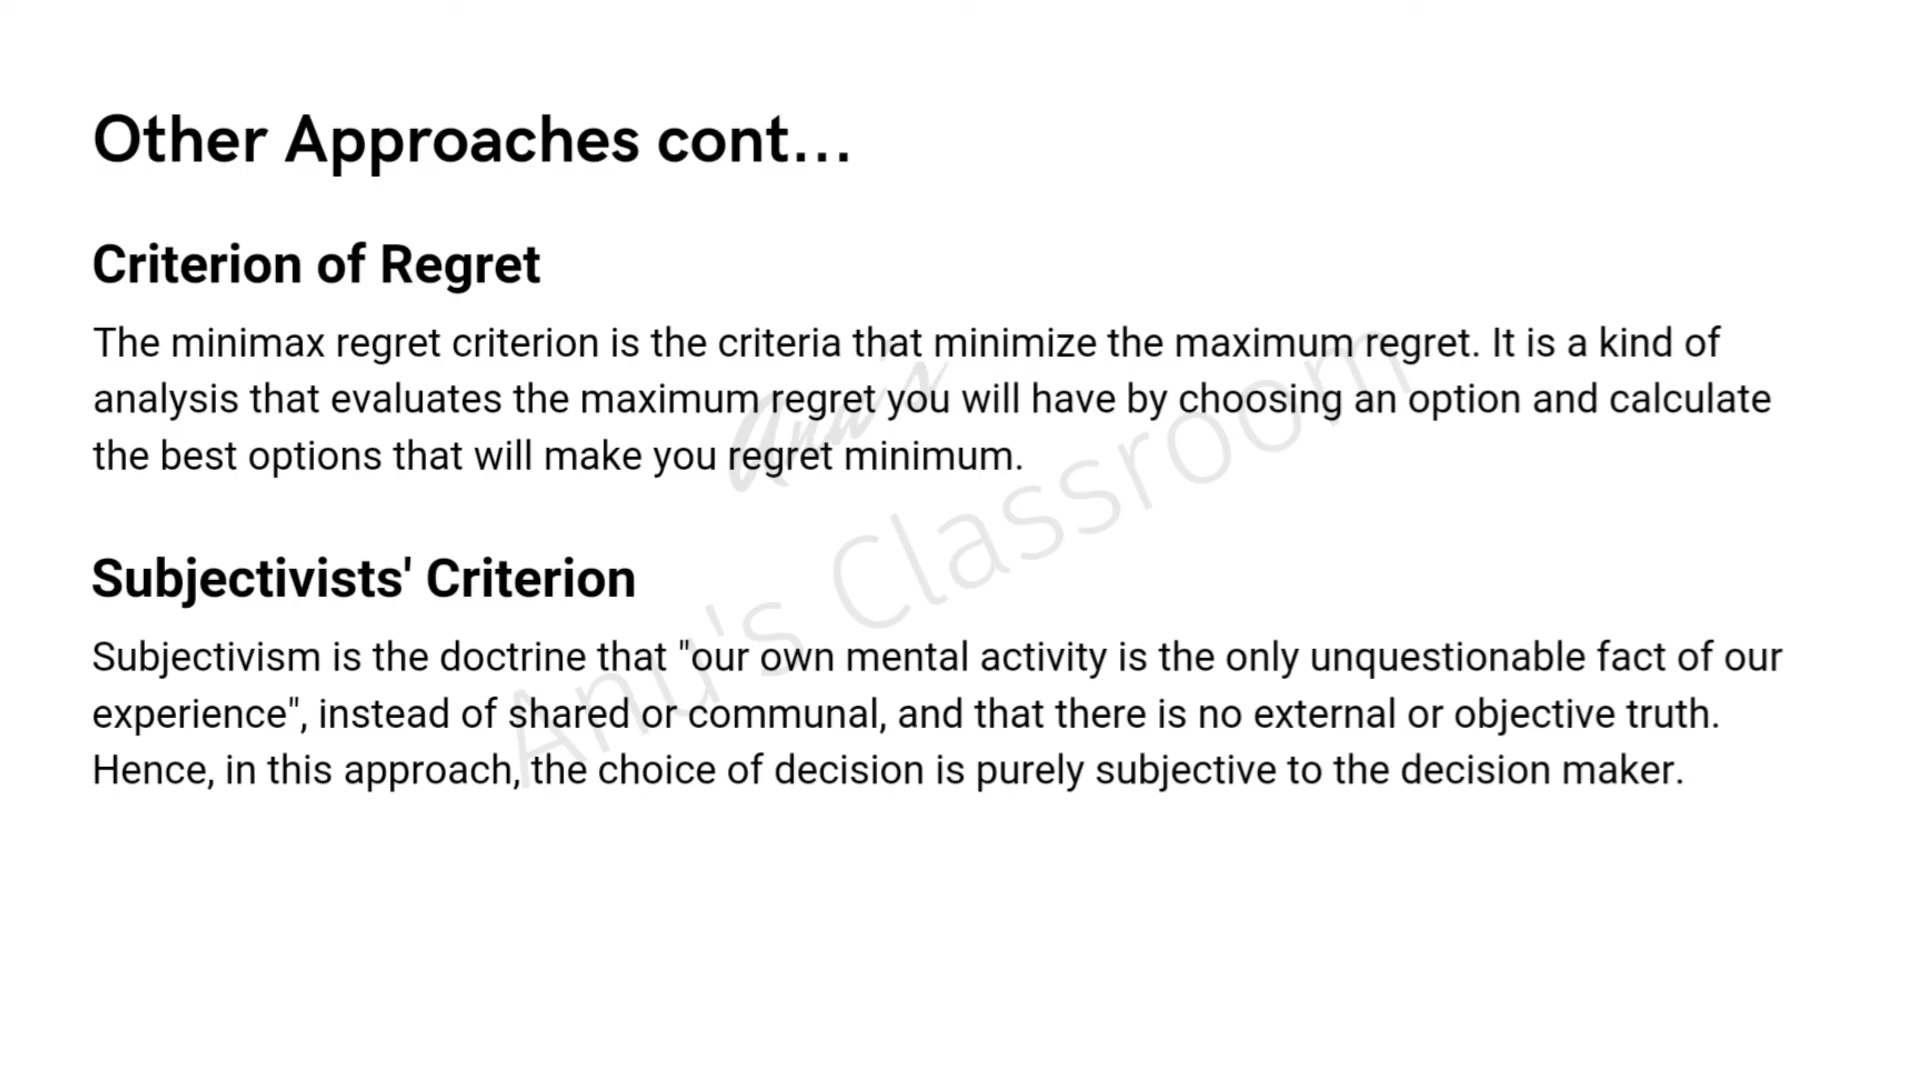 Other Approaches cont...
Criterion of Regret
The minimax regret criterion is the criteria that minimize the maximum regret. It is a kind of
analysis that evaluates the maximum regret you will have by choosing an option and calculate
the best options that will make you regret minimum.
Subjectivists' Criterion
Subjectivism is the doctrine that "our own mental activity is the only unquestionable fact of our
experience", instead of shared or communal, and that there is no external or objective truth.
Hence, in this approach, the choice of decision is purely subjective to the decision maker.
Anu's
Anu's Classroom